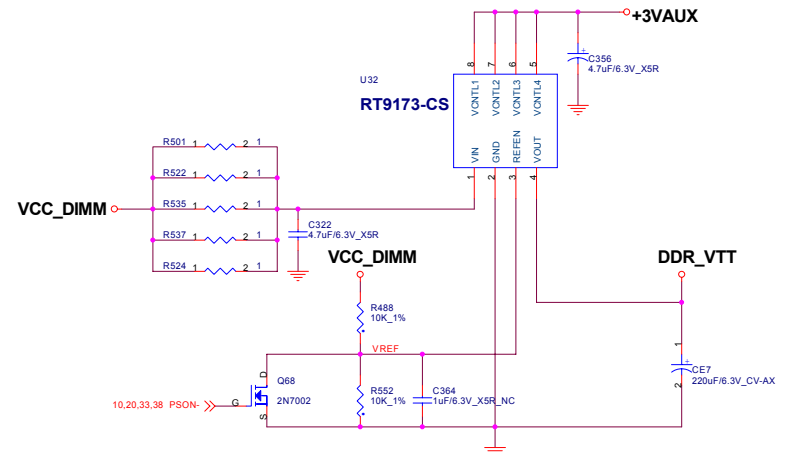 +3VAUX
C356
4.7uF/6.3V_X5R
U32
RT9173-CS
8
7
6
5
VCNTL1
VCNTL2
VCNTL3
VCNTL4
VIN
GND
REFEN
VOUT
1
2
3
4
R501 1 2 1
R522 1 2 1
VCC_DIMM
R535 1 2 1
R537 1 2 1
R524 1 2 1
C322
4.7uF/6.3V_X5R
VCC_DIMM
DDR_VTT
R488
10K_1%
VREF
Q68
2N7002
D
G
S
10,20,33,38 PSON-
R552
10K_1%
C364
1uF/6.3V_X5R_NC
1
2
CE7
220uF/6.3V_CV-AX